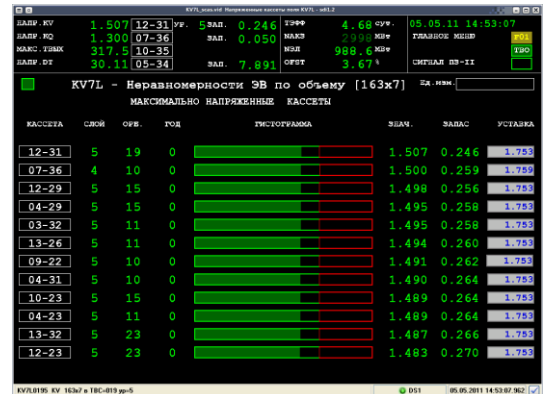 KV7L_ocau.vid Напряженные кассеты поля KV7L - sd1.2
НАПР.KV 1.507 12-31 УР. 5 ЗАП. 0.246 TЭФФ 4.68 сут. 05.05.11 14:53:07
НАПР.KQ 1.300 07-36 ЗАП. 0.050 NАКЗ 2998 МВт ГЛАВНОЕ МЕНЮ F01
МАКС.ТВЫХ 317.5 10-35 NЭЛ 988.6 МВт ТВО
НАПР.DT 30.11 05-34 ЗАП. 7.891 OFST 3.67 % СИГНАЛ ПЗ-II
KV7L - Неравномерности ЭВ по объему [163x7] Ед.изм.
МАКСИМАЛЬНО НАПРЯЖЕННЫЕ КАССЕТЫ
КАССЕТА СЛОЙ ОРБ. ГОД ГИСТОГРАММА ЗНАЧ. ЗАПАС УСТАВКА
12-31 5 19 0 1.507 0.246 1.753
07-36 4 10 0 1.500 0.259 1.759
12-29 5 15 0 1.498 0.256 1.753
04-29 5 15 0 1.495 0.258 1.753
03-32 5 11 0 1.495 0.258 1.753
13-26 5 11 0 1.494 0.260 1.753
09-22 5 10 0 1.491 0.262 1.753
04-31 5 10 0 1.490 0.264 1.753
10-23 5 15 0 1.489 0.264 1.753
04-23 5 11 0 1.489 0.264 1.753
13-32 5 23 0 1.487 0.266 1.753
12-23 5 23 0 1.483 0.270 1.753
KV7L0195 KV 163x7 в ТВС=019 ур=5 DS1 05.05.2011 14:53:07.962